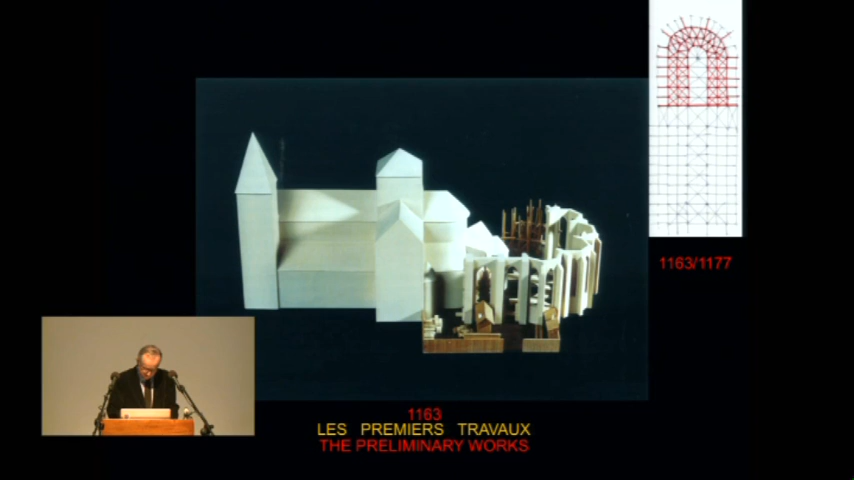 1163/1177
1163
LES PREMIERS TRAVAUX
THE PRELIMINARY WORKS